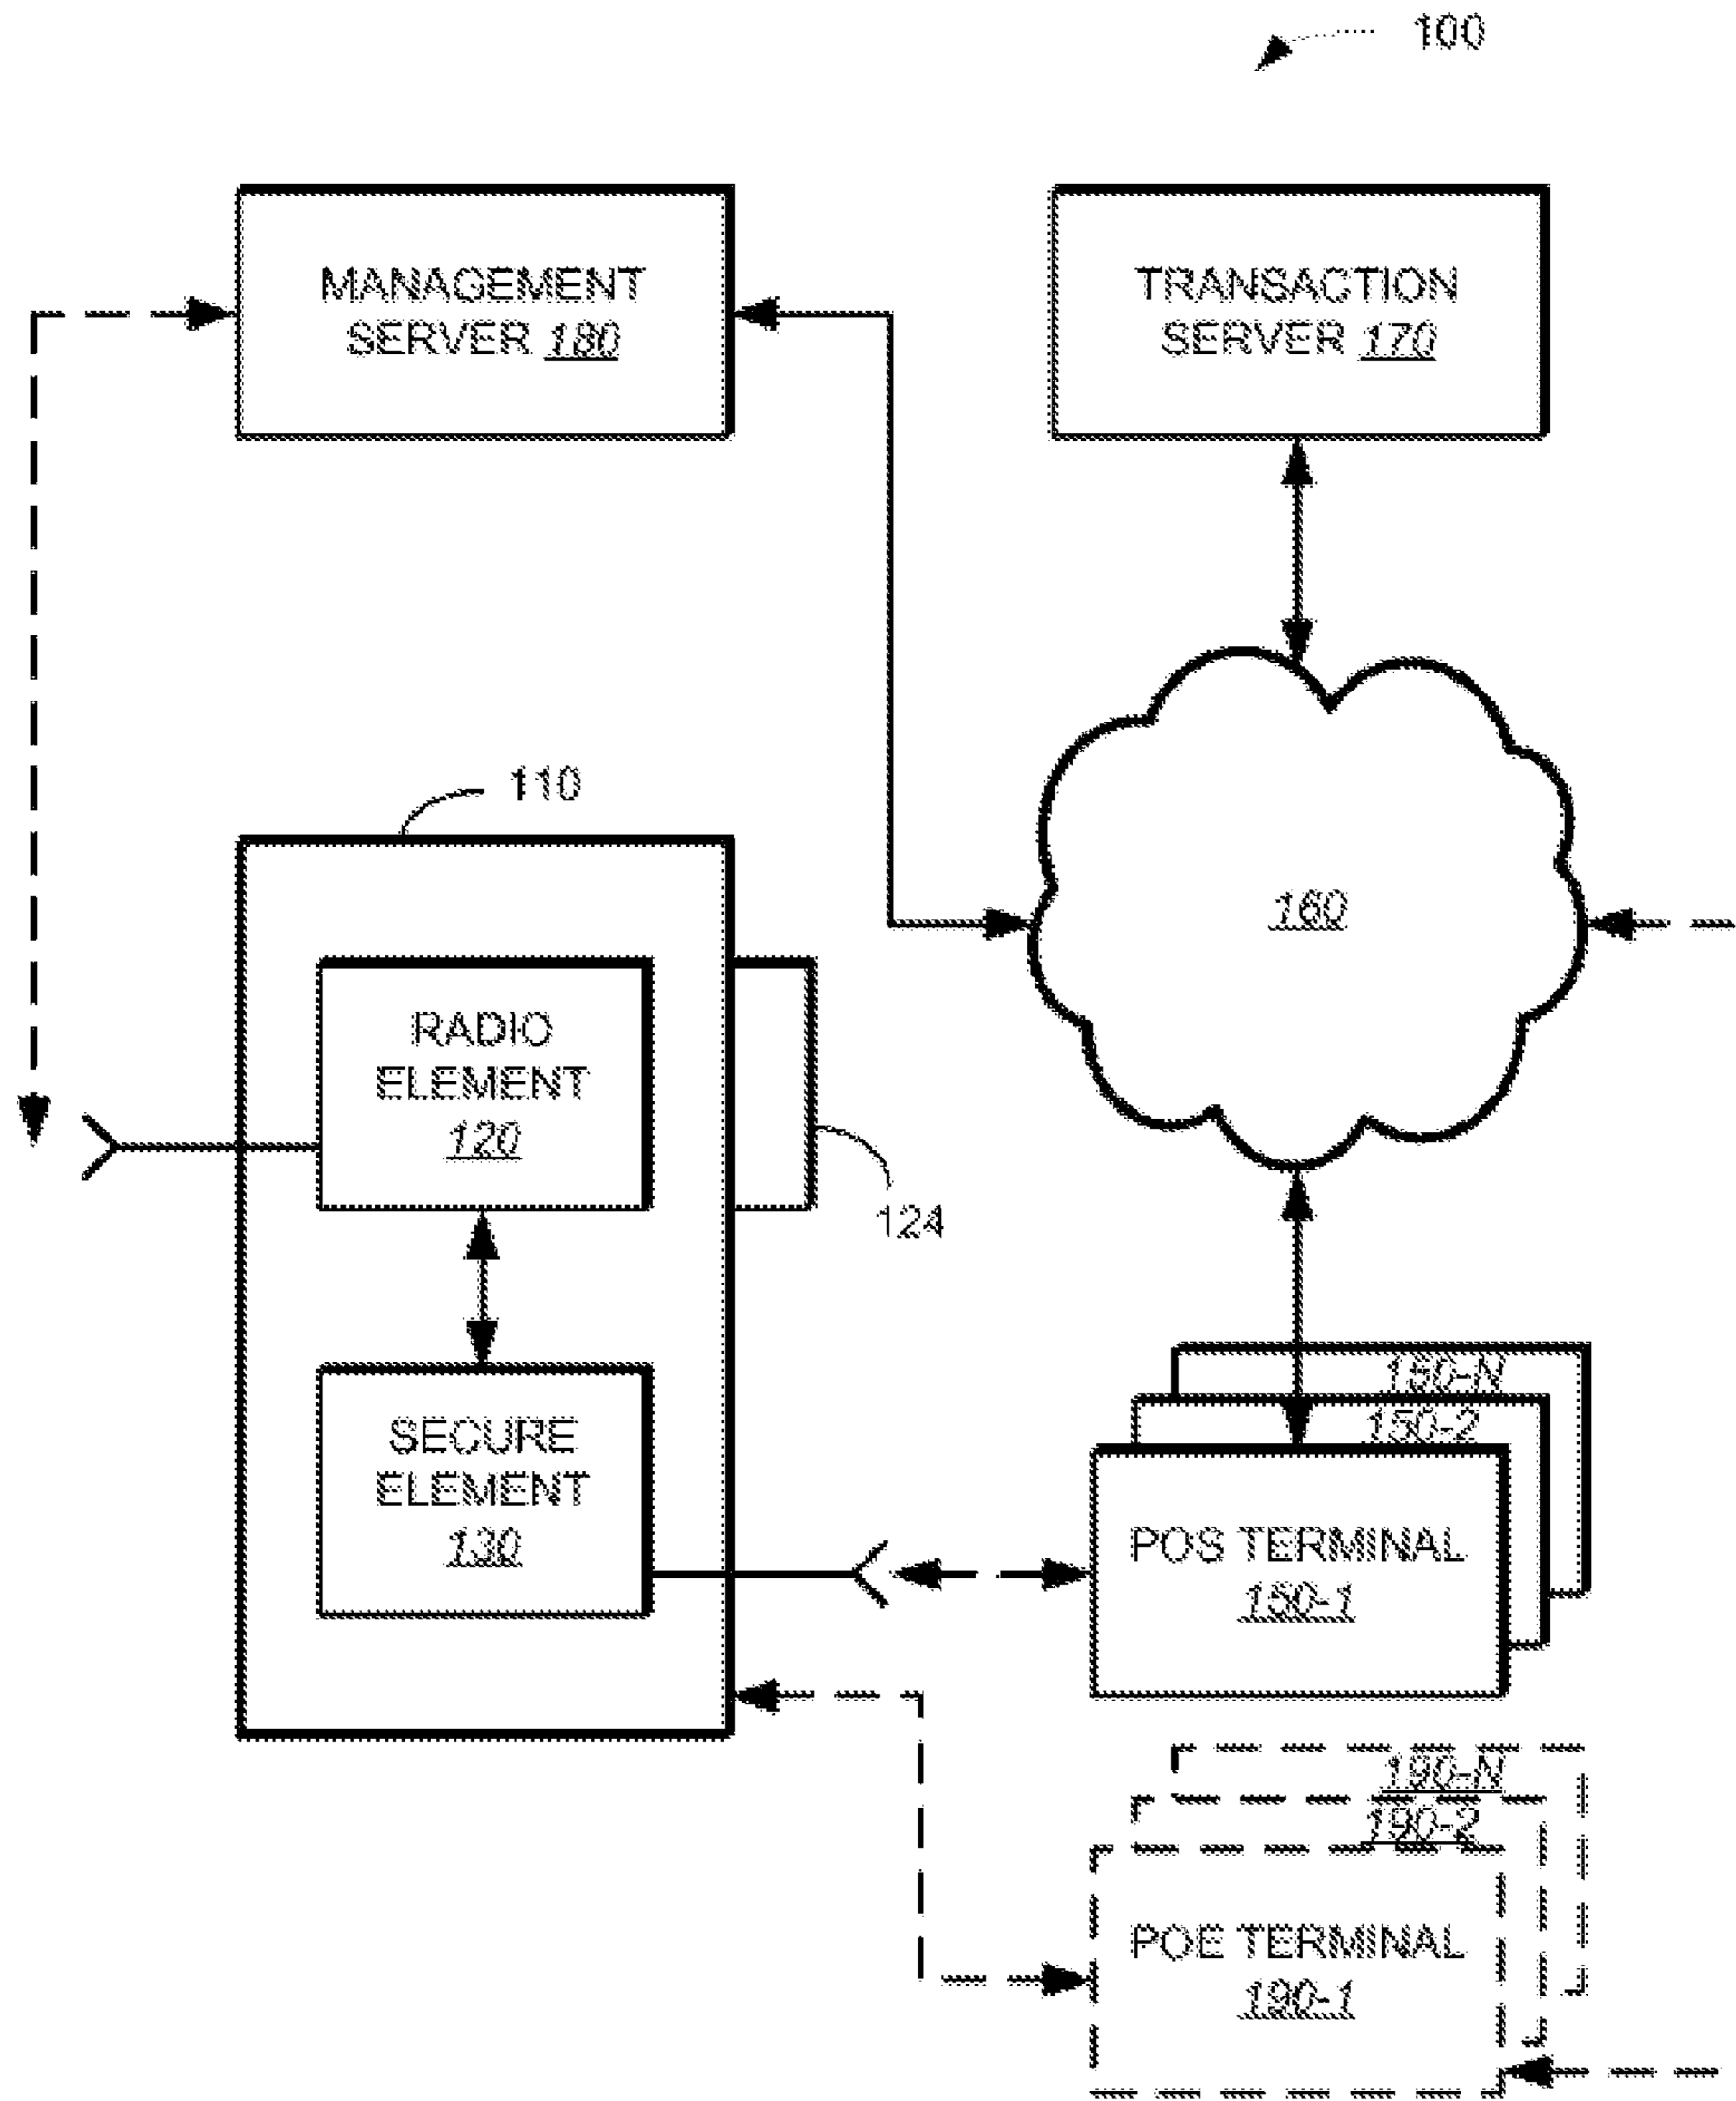 100
MANAGEMENT
SERVER 180
TRANSACTION
SERVER 170
110
160
RADIO
ELEMENT
120
124
150-N
150-2
SECURE
ELEMENT
130
POS TERMINAL
150-1
190-N
190-2
POE TERMINAL
190-1